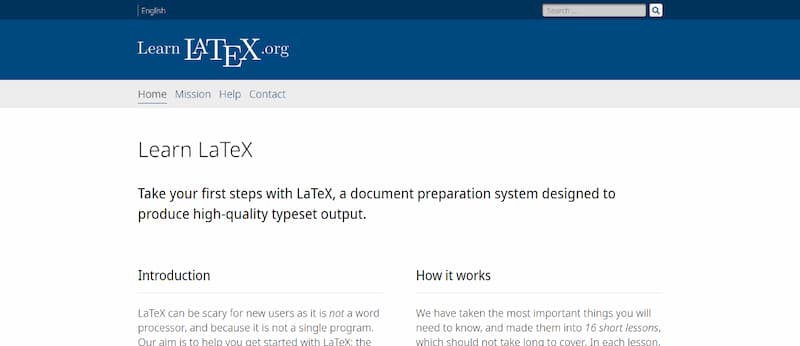 English
Search ...
Learn LATEX.org
Home Mission Help Contact
Learn LaTeX
Take your first steps with LaTeX, a document preparation system designed to
produce high-quality typeset output.
Introduction
LaTeX can be scary for new users as it is not a word
processor, and because it is not a single program.
Our aim is to help you get started with LaTeX: the
How it works
We have taken the most important things you will
need to know, and made them into 16 short lessons,
which should not take long to cover. In each lesson,